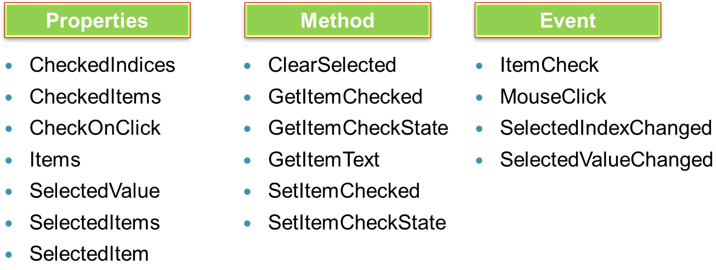 Properties
CheckedIndices
CheckedItems
CheckOnClick
Items
SelectedValue
SelectedItems
SelectedItem
Method
ClearSelected
GetItemChecked
GetItemCheckState
GetItemText
SetItemChecked
SetItemCheckState
Event
ItemCheck
MouseClick
SelectedIndexChanged
SelectedValueChanged